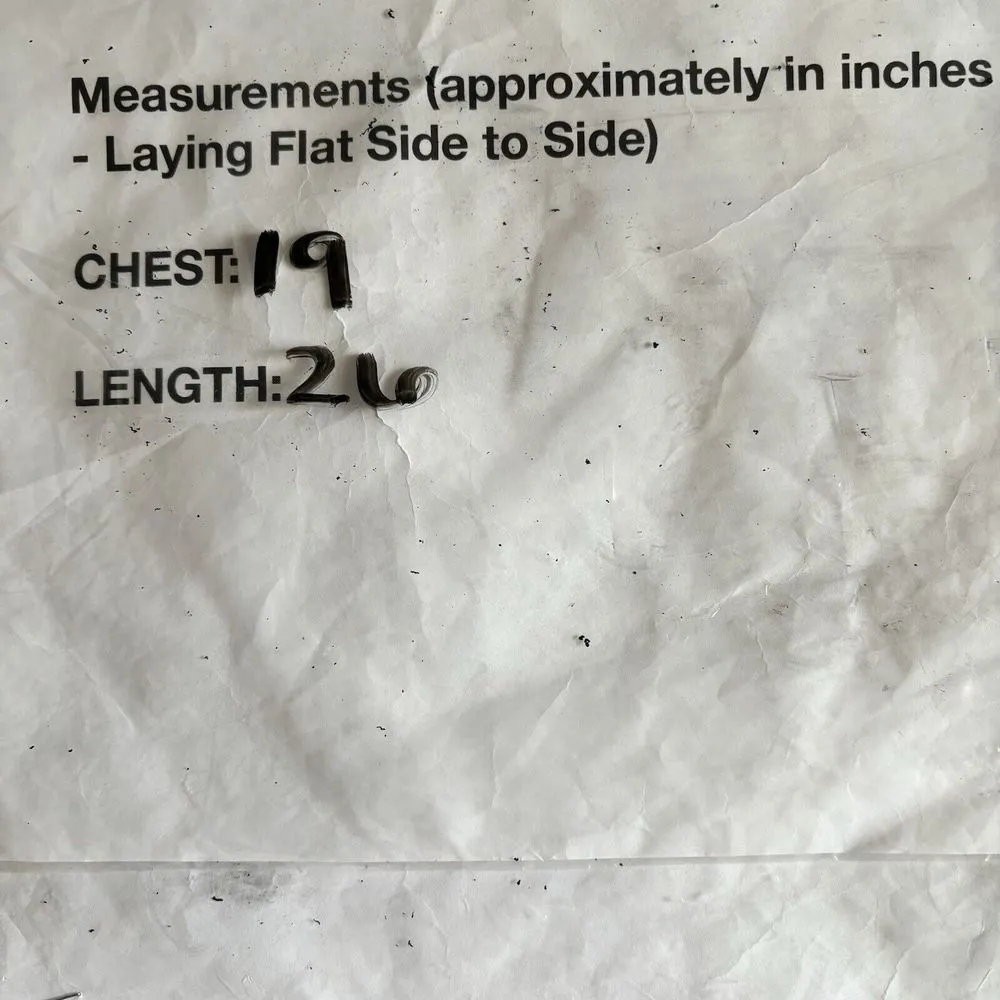 Measurements (approximately in inches
- Laying Flat Side to Side)
CHEST: 19
LENGTH: 26